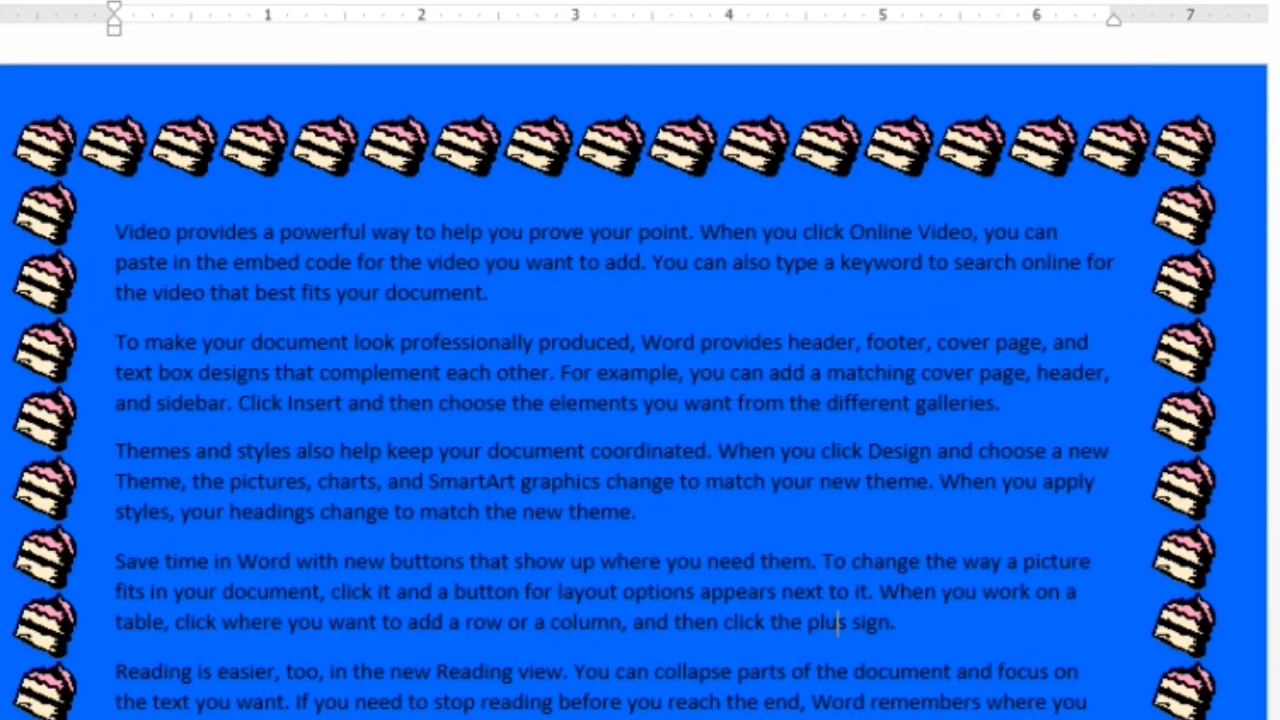 1 2 3 4 5 6 7
Video provides a powerful way to help you prove your point. When you click Online Video, you can
paste in the embed code for the video you want to add. You can also type a keyword to search online for
the video that best fits your document.
To make your document look professionally produced, Word provides header, footer, cover page, and
text box designs that complement each other. For example, you can add a matching cover page, header,
and sidebar. Click Insert and then choose the elements you want from the different galleries.
Themes and styles also help keep your document coordinated. When you click Design and choose a new
Theme, the pictures, charts, and SmartArt graphics change to match your new theme. When you apply
styles, your headings change to match the new theme.
Save time in Word with new buttons that show up where you need them. To change the way a picture
fits in your document, click it and a button for layout options appears next to it. When you work on a
table, click where you want to add a row or a column, and then click the plus sign.
Reading is easier, too, in the new Reading view. You can collapse parts of the document and focus on
the text you want. If you need to stop reading before you reach the end, Word remembers where you